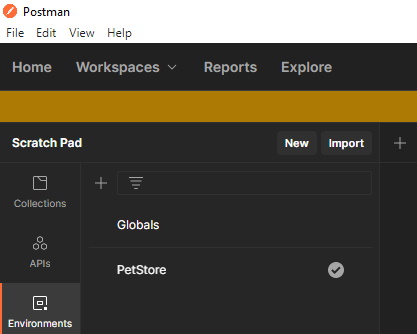 Postman
File Edit View Help
Home Workspaces Reports Explore
Scratch Pad New Import
Collections
Globals
APIs
PetStore
Environments